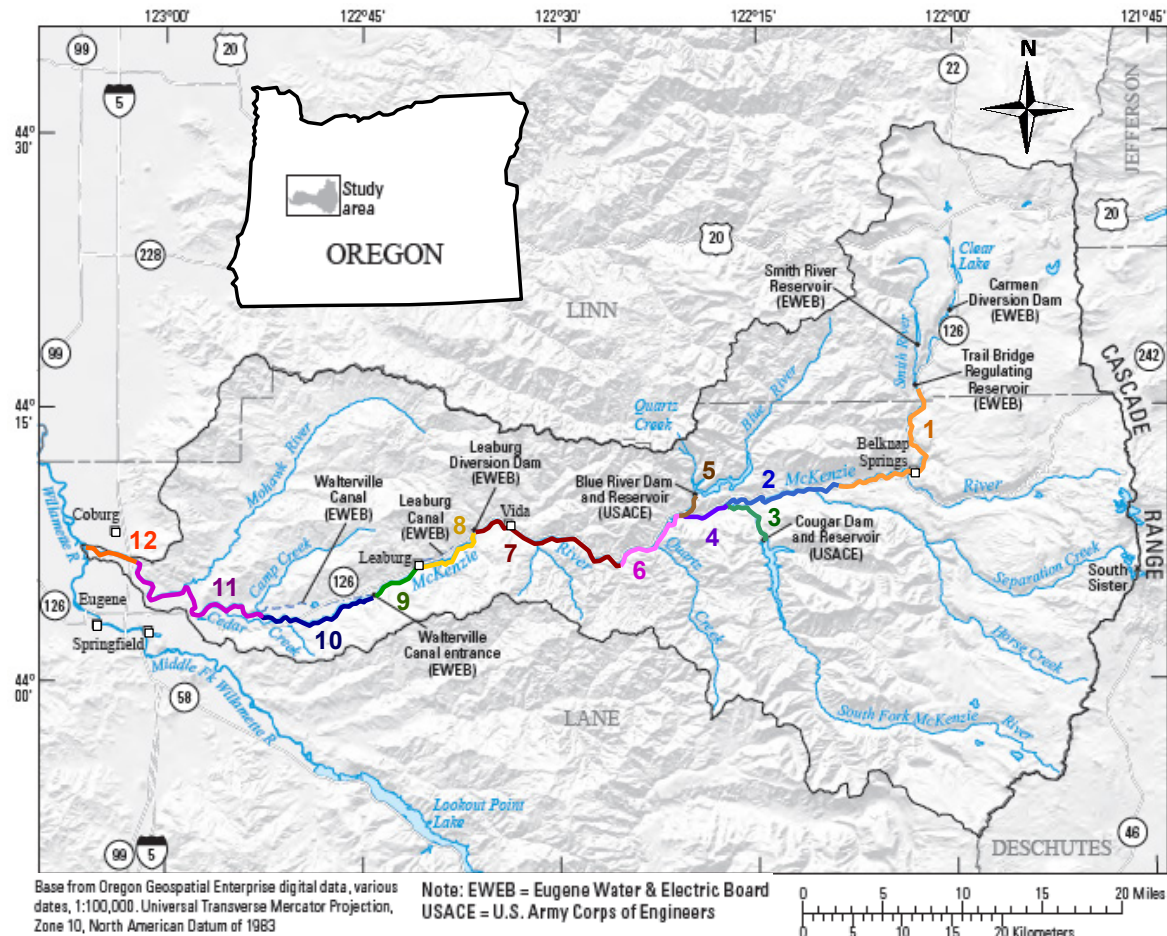 123°00'
122°45'
122°30'
122°15'
122°00'
121°45'
99
20
5
22
N
JEFFERSON
44°
30'
Study
area
OREGON
228
20
20
Clear
Lake
Smith River
Reservoir
(EWEB)
Carmen
Diversion Dam
(EWEB)
LINN
126
99
242
Smith River
Trail Bridge
Regulating
Reservoir
(EWEB)
CASCADE
RANGE
44°
15'
Quartz
Creek
Blue River
1
Belknap
Springs
Mohawk River
Leaburg
Diversion Dam
(EWEB)
5
2
McKenzie
River
Blue River Dam
and Reservoir
(USACE)
Walterville
Canal
(EWEB)
Leaburg
Canal
(EWEB)
8
Vida
Willamette R
Coburg
12
3
4
Cougar Dam
and Reservoir
(USACE)
7
River
Leaburg
McKenzie
Camp Creek
126
Quartz
Creek
6
Separation Creek
South
Sister
11
9
126
Eugene
Cedar
Creek
10
Springfield
Walterville
Canal entrance
(EWEB)
Horse Creek
Middle Fk Willamette R
44°
00'
58
LANE
South Fork McKenzie
River
Lookout Point
Lake
46
99
5
DESCHUTES
Base from Oregon Geospatial Enterprise digital data, various
dates, 1:100,000. Universal Transverse Mercator Projection,
Zone 10, North American Datum of 1983
Note: EWEB = Eugene Water & Electric Board
USACE = U.S. Army Corps of Engineers
0 5 10 15 20 Miles
0 5 10 15 20 Kilometers